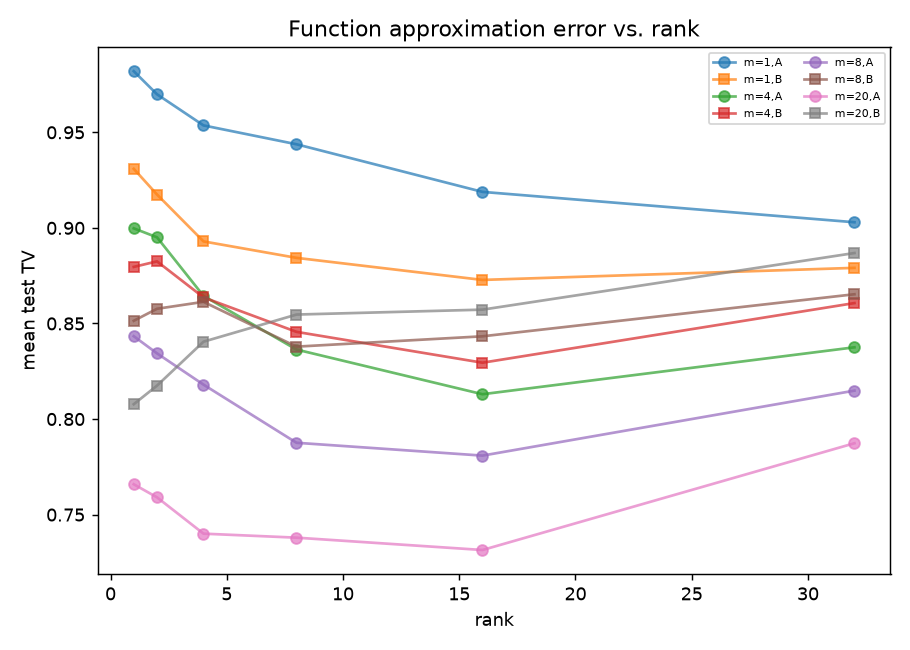 Function approximation error vs. rank
m=1,A
m=1,B
m=4,A
m=4,B
m=8,A
m=8,B
m=20,A
m=20,B
mean test TV
0.95
0.90
0.85
0.80
0.75
0
5
10
15
20
25
30
rank